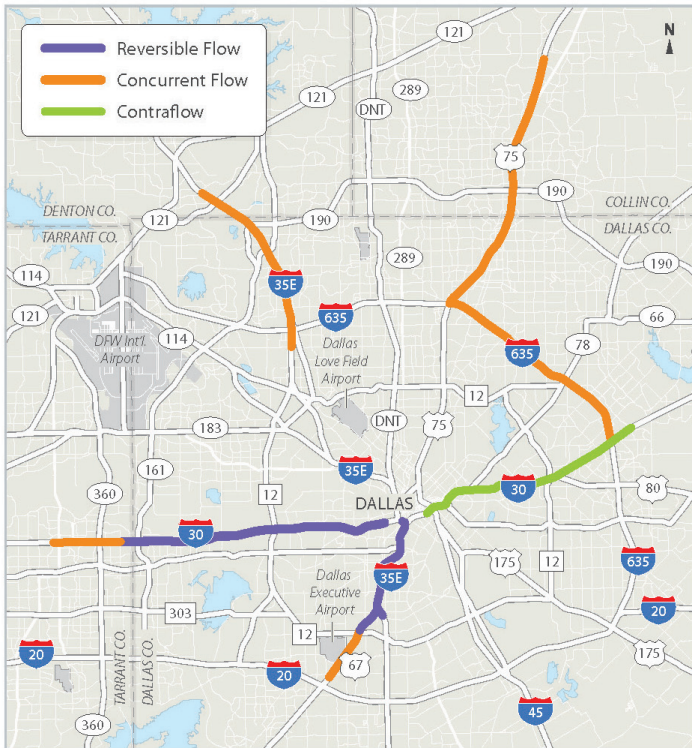 Reversible Flow
Concurrent Flow
Contraflow
N
121
121
121
289
DNT
75
190
DENTON CO.
TARRANT CO.
COLLIN CO.
DALLAS CO.
121
190
289
190
114
35E
635
66
121
DFW Int'l.
Airport
114
Dallas
Love Field
Airport
635
78
12
183
DNT
75
161
35E
360
12
DALLAS
30
80
30
35E
175
12
635
Dallas
Executive
Airport
303
12
20
20
67
20
175
TARRANT CO.
DALLAS CO.
45
360